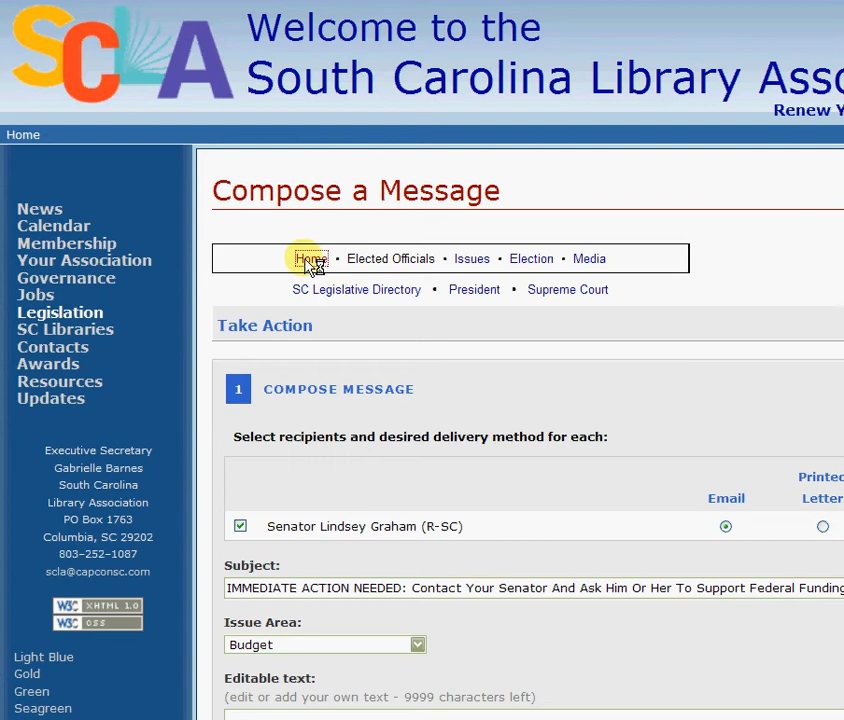 SCLA
Welcome to the
South Carolina Library Asso
Renew Y
Home
News
Calendar
Membership
Your Association
Governance
Jobs
Legislation
SC Libraries
Contacts
Awards
Resources
Updates
Executive Secretary
Gabrielle Barnes
South Carolina
Library Association
PO Box 1763
Columbia, SC 29202
803-252-1087
scla@capconsc.com
W3C XHTML 1.0
W3C CSS
Light Blue
Gold
Green
Seagreen
Compose a Message
Home • Elected Officials • Issues • Election • Media
SC Legislative Directory • President • Supreme Court
Take Action
1 COMPOSE MESSAGE
Select recipients and desired delivery method for each:
Email Printed Letter
Senator Lindsey Graham (R-SC)
Subject:
IMMEDIATE ACTION NEEDED: Contact Your Senator And Ask Him Or Her To Support Federal Funding
Issue Area:
Budget
Editable text:
(edit or add your own text - 9999 characters left)